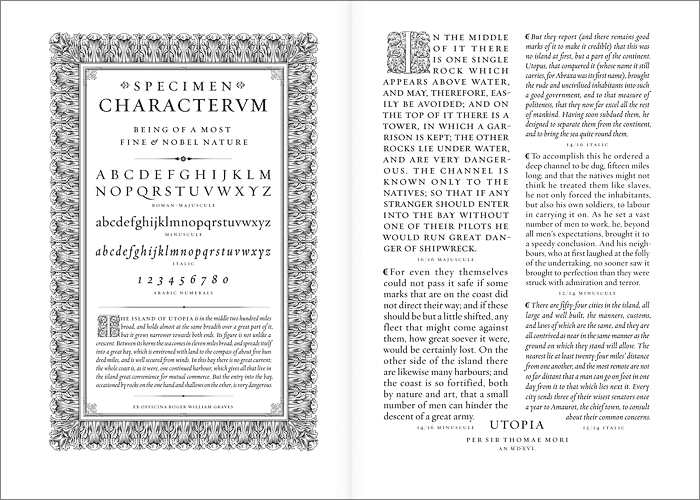 SPECIMEN
CHARACTERVM
BEING OF A MOST
FINE & NOBEL NATURE
ABCDEFGHIJKLM
NOPQRSTUVWXYZ
ROMAN MAJUSCULE
abcdefghijklmnopqrstuvwxyz
MINUSCULE
abcdefghijklmnopqrstuvwxyz
ITALIC
1234567890
ARABIC NUMERALS
THE ISLAND OF UTOPIA is in the middle two hundred miles
broad, and holds almost at the same breadth over a great part of it,
but it grows narrower towards both ends. Its figure is not unlike a
crescent. Between its horns the sea comes in eleven miles broad, and spreads itself
into a great bay, which is environed with land to the compass of about five hun
dred miles, and is well secured from winds. In this bay there is no great current;
the whole coast is, as it were, one continued harbour, which gives all that live in
the island great convenience for mutual commerce. But the entry into the bay,
occasioned by rocks on the one hand and shallows on the other, is very dangerous
EX OFFICINA ROGER WILLIAM GRAVES
IN THE MIDDLE
OF IT THERE
IS ONE SINGLE
ROCK WHICH
APPEARS ABOVE WATER,
AND MAY, THEREFORE, EAS-
ILY BE AVOIDED; AND ON
THE TOP OF IT THERE IS A
TOWER, IN WHICH A GAR-
RISON IS KEPT; THE OTHER
ROCKS LIE UNDER WATER,
AND ARE VERY DANGER-
OUS. THE CHANNEL IS
KNOWN ONLY TO THE
NATIVES; SO THAT IF ANY
STRANGER SHOULD ENTER
INTO THE BAY WITHOUT
ONE OF THEIR PILOTS HE
WOULD RUN GREAT DAN-
GER OF SHIPWRECK.
16/16 MAJUSCULE
¶For even they themselves
could not pass it safe if some
marks that are on the coast did
not direct their way; and if these
should be but a little shifted, any
fleet that might come against
them, how great soever it were,
would be certainly lost. On the
other side of the island there
are likewise many harbours; and
the coast is so fortified, both
by nature and art, that a small
number of men can hinder the
descent of a great army.
14/16 MINUSCULE
¶But they report (and there remains good
marks of it to make it credible) that this was
no island at first, but a part of the continent.
Utopus, that conquered it (whose name it still
carries, for Abraxa was its first name), brought
the rude and uncivilised inhabitants into such
a good government, and to that measure of
politeness, that they now far excel all the rest
of mankind. Having soon subdued them, he
designed to separate them from the continent,
and to bring the sea quite round them.
14/16 ITALIC
¶To accomplish this he ordered a
deep channel to be dug, fifteen miles
long; and that the natives might not
think he treated them like slaves,
he not only forced the inhabitants,
but also his own soldiers, to labour
in carrying it on. As he set a vast
number of men to work, he, beyond
all men's expectations, brought it to
a speedy conclusion. And his neigh-
bours, who at first laughed at the folly
of the undertaking, no sooner saw it
brought to perfection than they were
struck with admiration and terror.
12/14 MINUSCULE
¶There are fifty-four cities in the island, all
large and well built, the manners, customs,
and laws of which are the same, and they are
all contrived as near in the same manner as the
ground on which they stand will allow. The
nearest lie at least twenty-four miles' distance
from one another, and the most remote are not
so far distant that a man can go on foot in one
day from it to that which lies next it. Every
city sends three of their wisest senators once
a year to Amaurot, the chief town, to consult
about their common concerns.
12/14 ITALIC
UTOPIA
PER SIR THOMAE MORI
AN MDXVI.